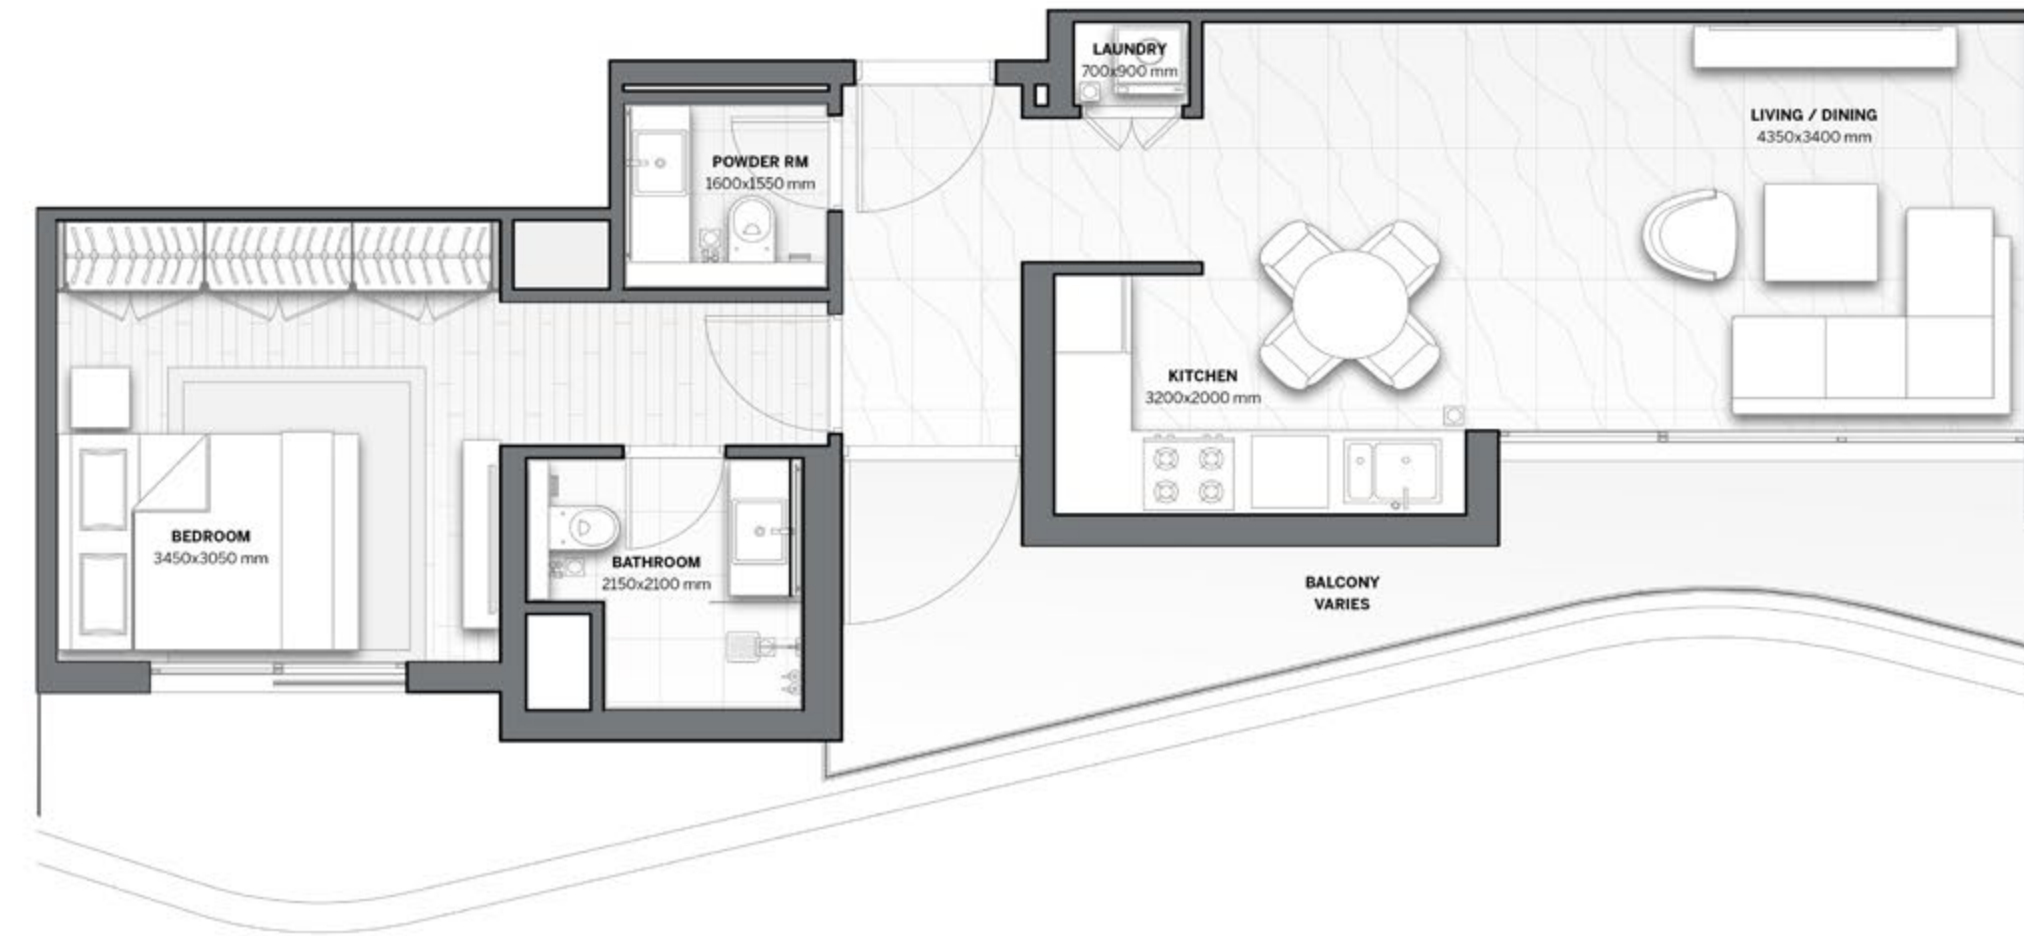 LAUNDRY
700x900 mm
LIVING / DINING
4350x3400 mm
POWDER RM
1600x1550 mm
KITCHEN
3200x2000 mm
BEDROOM
3450x3050 mm
BATHROOM
2150x2100 mm
BALCONY
VARIES